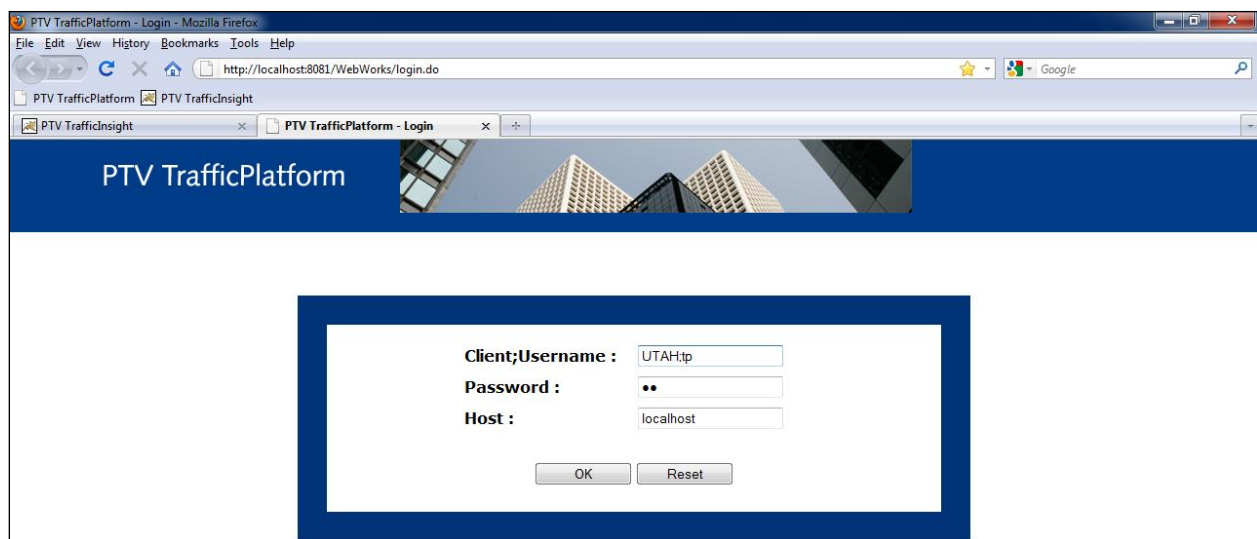 PTV TrafficPlatform - Login - Mozilla Firefox
File Edit View History Bookmarks Tools Help
http://localhost:8081/WebWorks/login.do
Google
PTV TrafficPlatform PTV TrafficInsight
PTV TrafficInsight PTV TrafficPlatform - Login
PTV TrafficPlatform
Client;Username : UTAH;tp
Password : ••
Host : localhost
OK Reset